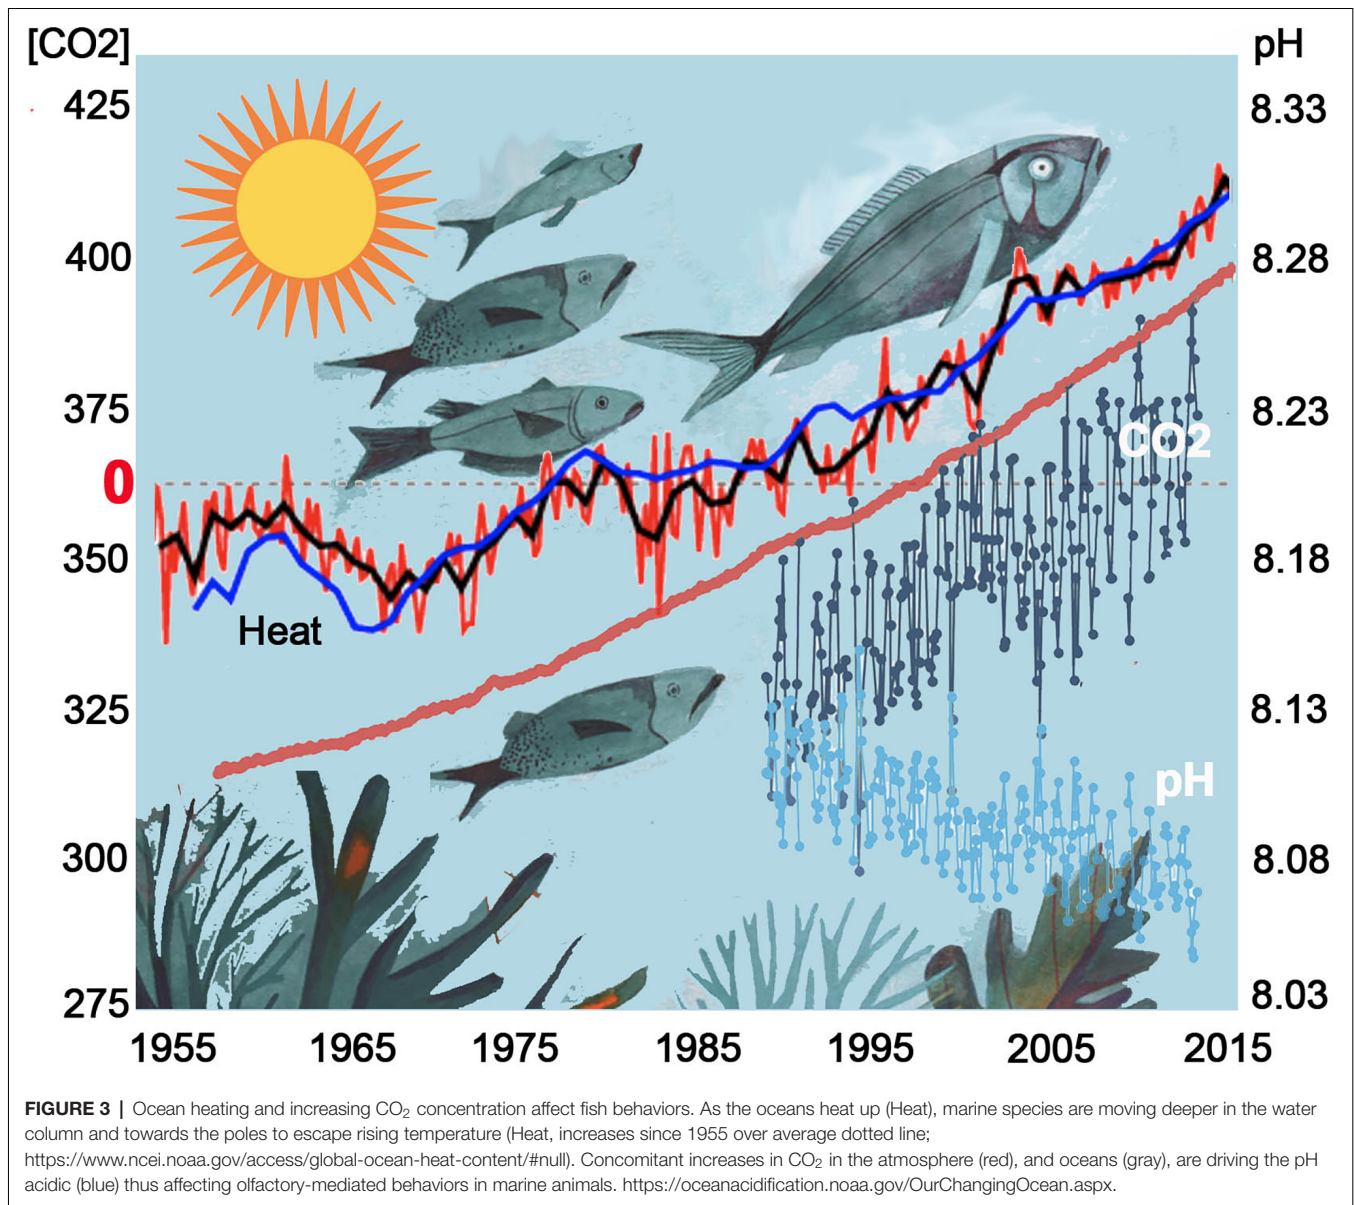 [CO2]
pH
425
8.33
400
8.28
375
8.23
CO2
0
350
8.18
Heat
325
8.13
pH
300
8.08
275
8.03
1955 1965 1975 1985 1995 2005 2015
FIGURE 3 | Ocean heating and increasing CO₂ concentration affect fish behaviors. As the oceans heat up (Heat), marine species are moving deeper in the water
column and towards the poles to escape rising temperature (Heat, increases since 1955 over average dotted line;
https://www.ncei.noaa.gov/access/global-ocean-heat-content/#null). Concomitant increases in CO₂ in the atmosphere (red), and oceans (gray), are driving the pH
acidic (blue) thus affecting olfactory-mediated behaviors in marine animals. https://oceanacidification.noaa.gov/OurChangingOcean.aspx.